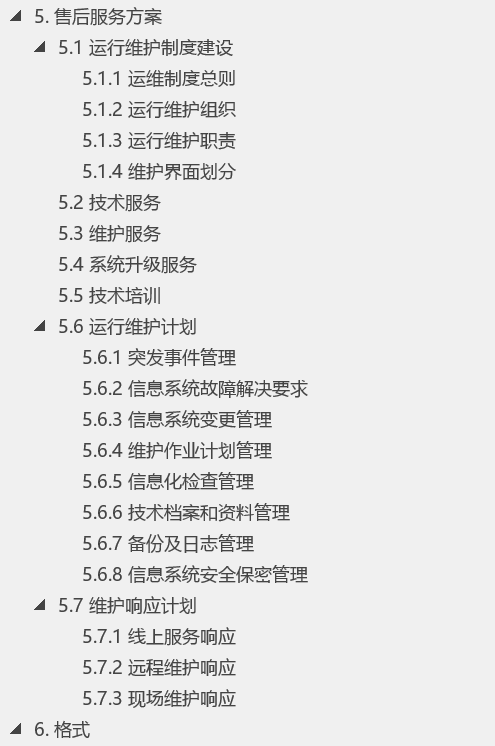 5. 售后服务方案
5.1 运行维护制度建设
5.1.1 运维制度总则
5.1.2 运行维护组织
5.1.3 运行维护职责
5.1.4 维护界面划分
5.2 技术服务
5.3 维护服务
5.4 系统升级服务
5.5 技术培训
5.6 运行维护计划
5.6.1 突发事件管理
5.6.2 信息系统故障解决要求
5.6.3 信息系统变更管理
5.6.4 维护作业计划管理
5.6.5 信息化检查管理
5.6.6 技术档案和资料管理
5.6.7 备份及日志管理
5.6.8 信息系统安全保密管理
5.7 维护响应计划
5.7.1 线上服务响应
5.7.2 远程维护响应
5.7.3 现场维护响应
6. 格式